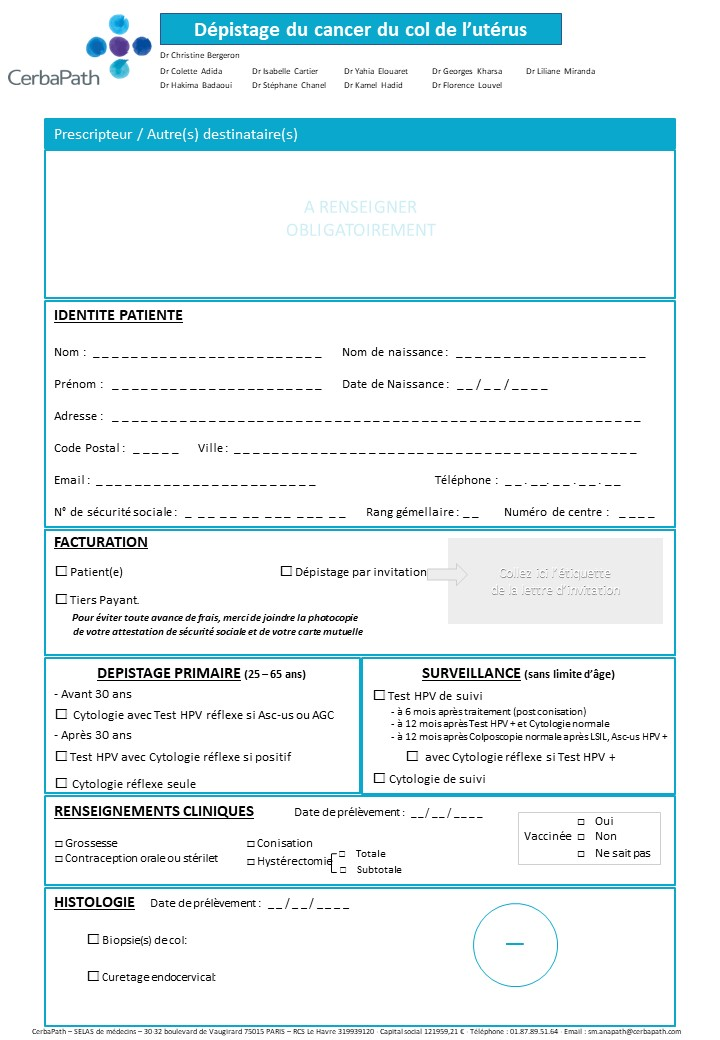 Dépistage du cancer du col de l'utérus
CerbaPath
Dr Christine Bergeron
Dr Colette Adida Dr Isabelle Cartier Dr Yahia Elouaret Dr Georges Kharsa Dr Liliane Miranda
Dr Hakima Badaoui Dr Stéphane Chanel Dr Kamel Hadid Dr Florence Louvel
Prescripteur / Autre(s) destinataire(s)
A RENSEIGNER
OBLIGATOIREMENT
IDENTITE PATIENTE
Nom : _ _ _ _ _ _ _ _ _ _ _ _ _ _ _ _ _ _ _ _ _ _ _ _ Nom de naissance : _ _ _ _ _ _ _ _ _ _ _ _ _ _ _ _ _ _ _ _
Prénom : _ _ _ _ _ _ _ _ _ _ _ _ _ _ _ _ _ _ _ _ _ _ Date de Naissance : _ _ / _ _ / _ _ _ _
Adresse : _ _ _ _ _ _ _ _ _ _ _ _ _ _ _ _ _ _ _ _ _ _ _ _ _ _ _ _ _ _ _ _ _ _ _ _ _ _ _ _ _ _ _ _ _ _ _ _ _ _ _ _ _ _ _
Code Postal : _ _ _ _ _ Ville : _ _ _ _ _ _ _ _ _ _ _ _ _ _ _ _ _ _ _ _ _ _ _ _ _ _ _ _ _ _ _ _ _ _ _ _ _ _ _ _ _ _
Email : _ _ _ _ _ _ _ _ _ _ _ _ _ _ _ _ _ _ _ _ _ _ _ Téléphone : _ _ . _ _. _ _ . _ _ . _ _
N° de sécurité sociale : _ _ _ _ _ _ _ _ _ _ _ _ _ _ _ Rang gémellaire : _ _ Numéro de centre : _ _ _ _
FACTURATION
☐ Patient(e) ☐ Dépistage par invitation
Collez ici l'étiquette
de la lettre d'invitation
☐ Tiers Payant.
Pour éviter toute avance de frais, merci de joindre la photocopie
de votre attestation de sécurité sociale et de votre carte mutuelle
DEPISTAGE PRIMAIRE (25 – 65 ans)
- Avant 30 ans
☐ Cytologie avec Test HPV réflexe si Asc-us ou AGC
- Après 30 ans
☐ Test HPV avec Cytologie réflexe si positif
☐ Cytologie réflexe seule
SURVEILLANCE (sans limite d'âge)
☐ Test HPV de suivi
- à 6 mois après traitement (post conisation)
- à 12 mois après Test HPV + et Cytologie normale
- à 12 mois après Colposcopie normale après LSIL, Asc-us HPV +
☐ avec Cytologie réflexe si Test HPV +
☐ Cytologie de suivi
RENSEIGNEMENTS CLINIQUES Date de prélèvement : _ _ / _ _ / _ _ _ _
□ Grossesse □ Conisation
□ Contraception orale ou stérilet □ Hystérectomie
□ Totale
□ Subtotale
□ Oui
Vaccinée □ Non
□ Ne sait pas
HISTOLOGIE Date de prélèvement : _ _ / _ _ / _ _ _ _
☐ Biopsie(s) de col:
☐ Curetage endocervical:
CerbaPath – SELAS de médecins – 30 32 boulevard de Vaugirard 75015 PARIS – RCS Le Havre 319939120 - Capital social 121959,21 € - Téléphone : 01.87.89.51.64 - Email : sm.anapath@cerbapath.com